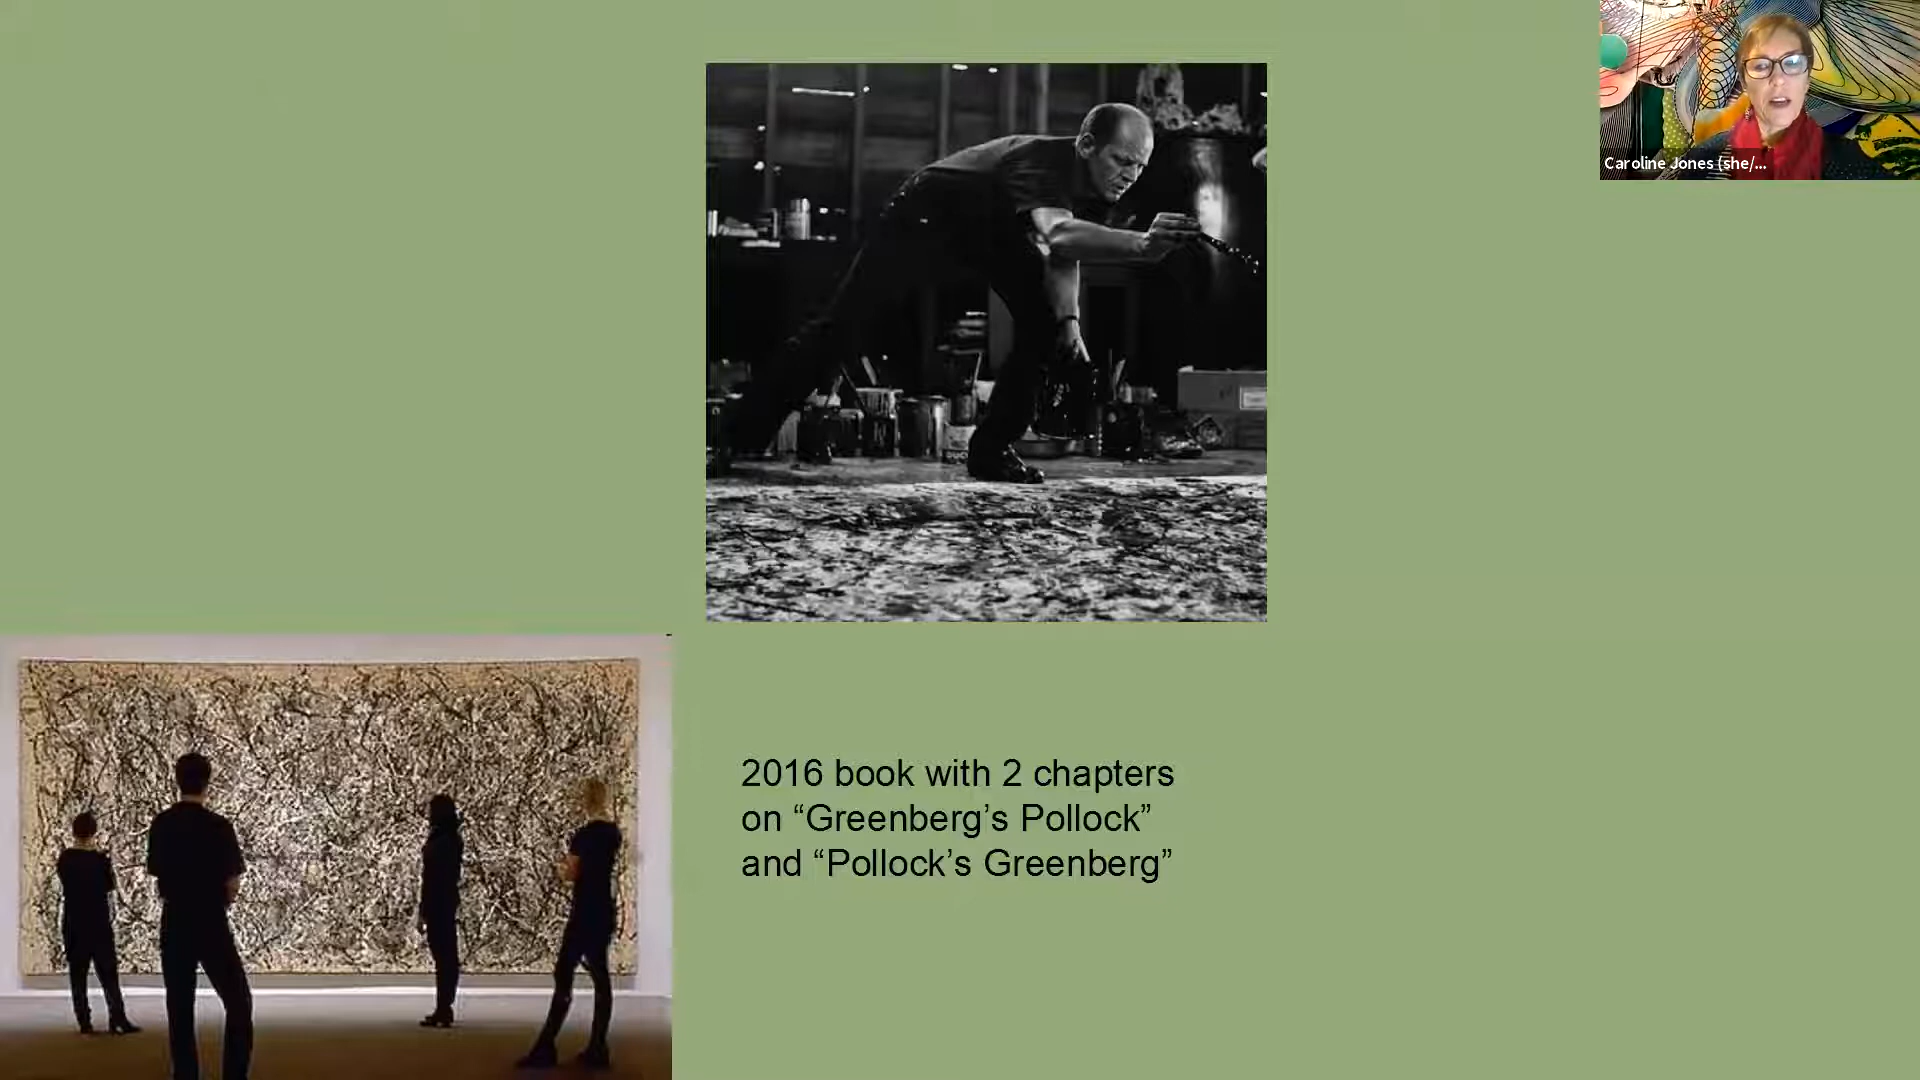 Caroline Jones (she/...
2016 book with 2 chapters
on “Greenberg’s Pollock”
and “Pollock’s Greenberg”